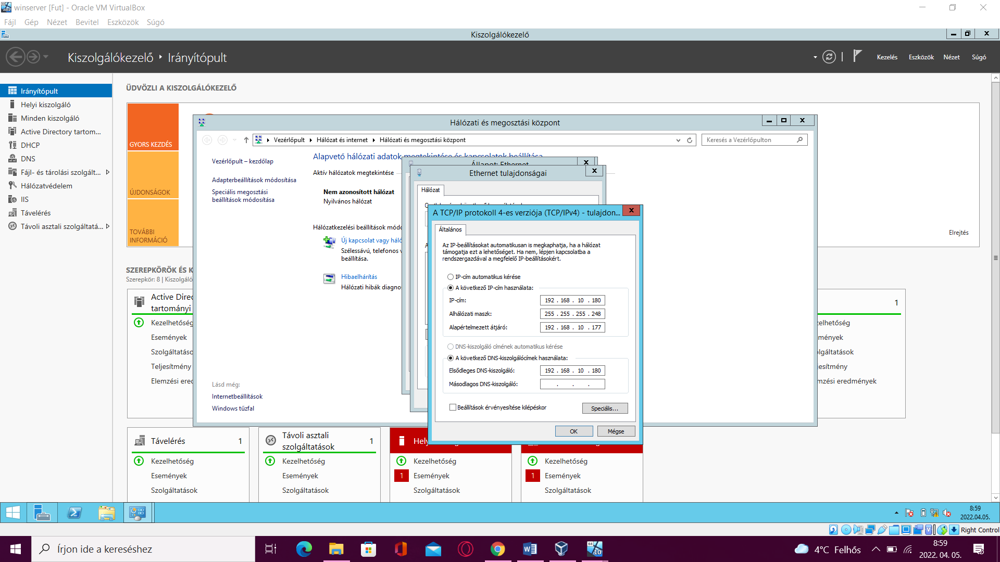 winserver [Fut] - Oracle VM VirtualBox
Fájl Gép Nézet Bevitel Eszközök Súgó
Kiszolgálókezelő
Kiszolgálókezelő Irányítópult
Kezelés Eszközök Nézet Súgó
Irányítópult
Helyi kiszolgáló
Minden kiszolgáló
Active Directory tartom...
DHCP
DNS
Fájl- és tárolási szolgált...
Hálózatvédelem
IIS
Távelérés
Távoli asztali szolgáltatá...
ÜDVÖZLI A KISZOLGÁLÓKEZELŐ
GYORS KEZDÉS
ÚJDONSÁGOK
TOVÁBBI
INFORMÁCIÓ
Elrejtés
SZEREPKÖRÖK ÉS K
Szerepkör: 8 | Kiszolgáló
Active Direc
tartományi
Kezelhetőség
Események
Szolgáltatáso
Teljesítmény
Elemzési ered
1
zelhetőség
mények
lgáltatások
jesítmény
mzési eredmények
Hálózati és megosztási központ
Vezérlőpult Hálózat és internet Hálózati és megosztási központ
Keresés a Vezérlőpulton
Vezérlőpult – kezdőlap
Adapterbeállítások módosítása
Speciális megosztási
beállítások módosítása
Lásd még:
Internetbeállítások
Windows tűzfal
Alapvető hálózati adatok megtekintése és kapcsolatok beállítása
Aktív hálózatok megtekintése
Nem azonosított hálózat
Nyilvános hálózat
Hálózatkezelési beállítások módo
Új kapcsolat vagy háló
Szélessávú, telefonos v
beállítása.
Hibaelhárítás
Hálózati hibák diagnos
Állapot: Ethernet
Ethernet tulajdonságai
Hálózat
A TCP/IP protokoll 4-es verziója (TCP/IPv4) - tulajdon...
Általános
Az IP-beállításokat automatikusan is megkaphatja, ha a hálózat
támogatja ezt a lehetőséget. Ha nem, lépjen kapcsolatba a
rendszergazdával a megfelelő IP-beállításokért.
IP-cím automatikus kérése
A következő IP-cím használata:
IP-cím: 192 . 168 . 10 . 180
Alhálózati maszk: 255 . 255 . 255 . 248
Alapértelmezett átjáró: 192 . 168 . 10 . 177
DNS-kiszolgáló címének automatikus kérése
A következő DNS-kiszolgálócímek használata:
Elsődleges DNS-kiszolgáló: 192 . 168 . 10 . 180
Másodlagos DNS-kiszolgáló: . . .
Beállítások érvényesítése kilépéskor
Speciális...
OK Mégse
Távelérés 1
Kezelhetőség
Események
Szolgáltatások
Távoli asztali
szolgáltatások 1
Kezelhetőség
Események
Szolgáltatások
Kezelhetőség
1 Események
Szolgáltatások
Kezelhetőség
1 Események
Szolgáltatások
8:59
2022.04.05.
Right Control
Írjon ide a kereséshez
4°C Felhős
8:59
2022. 04. 05.